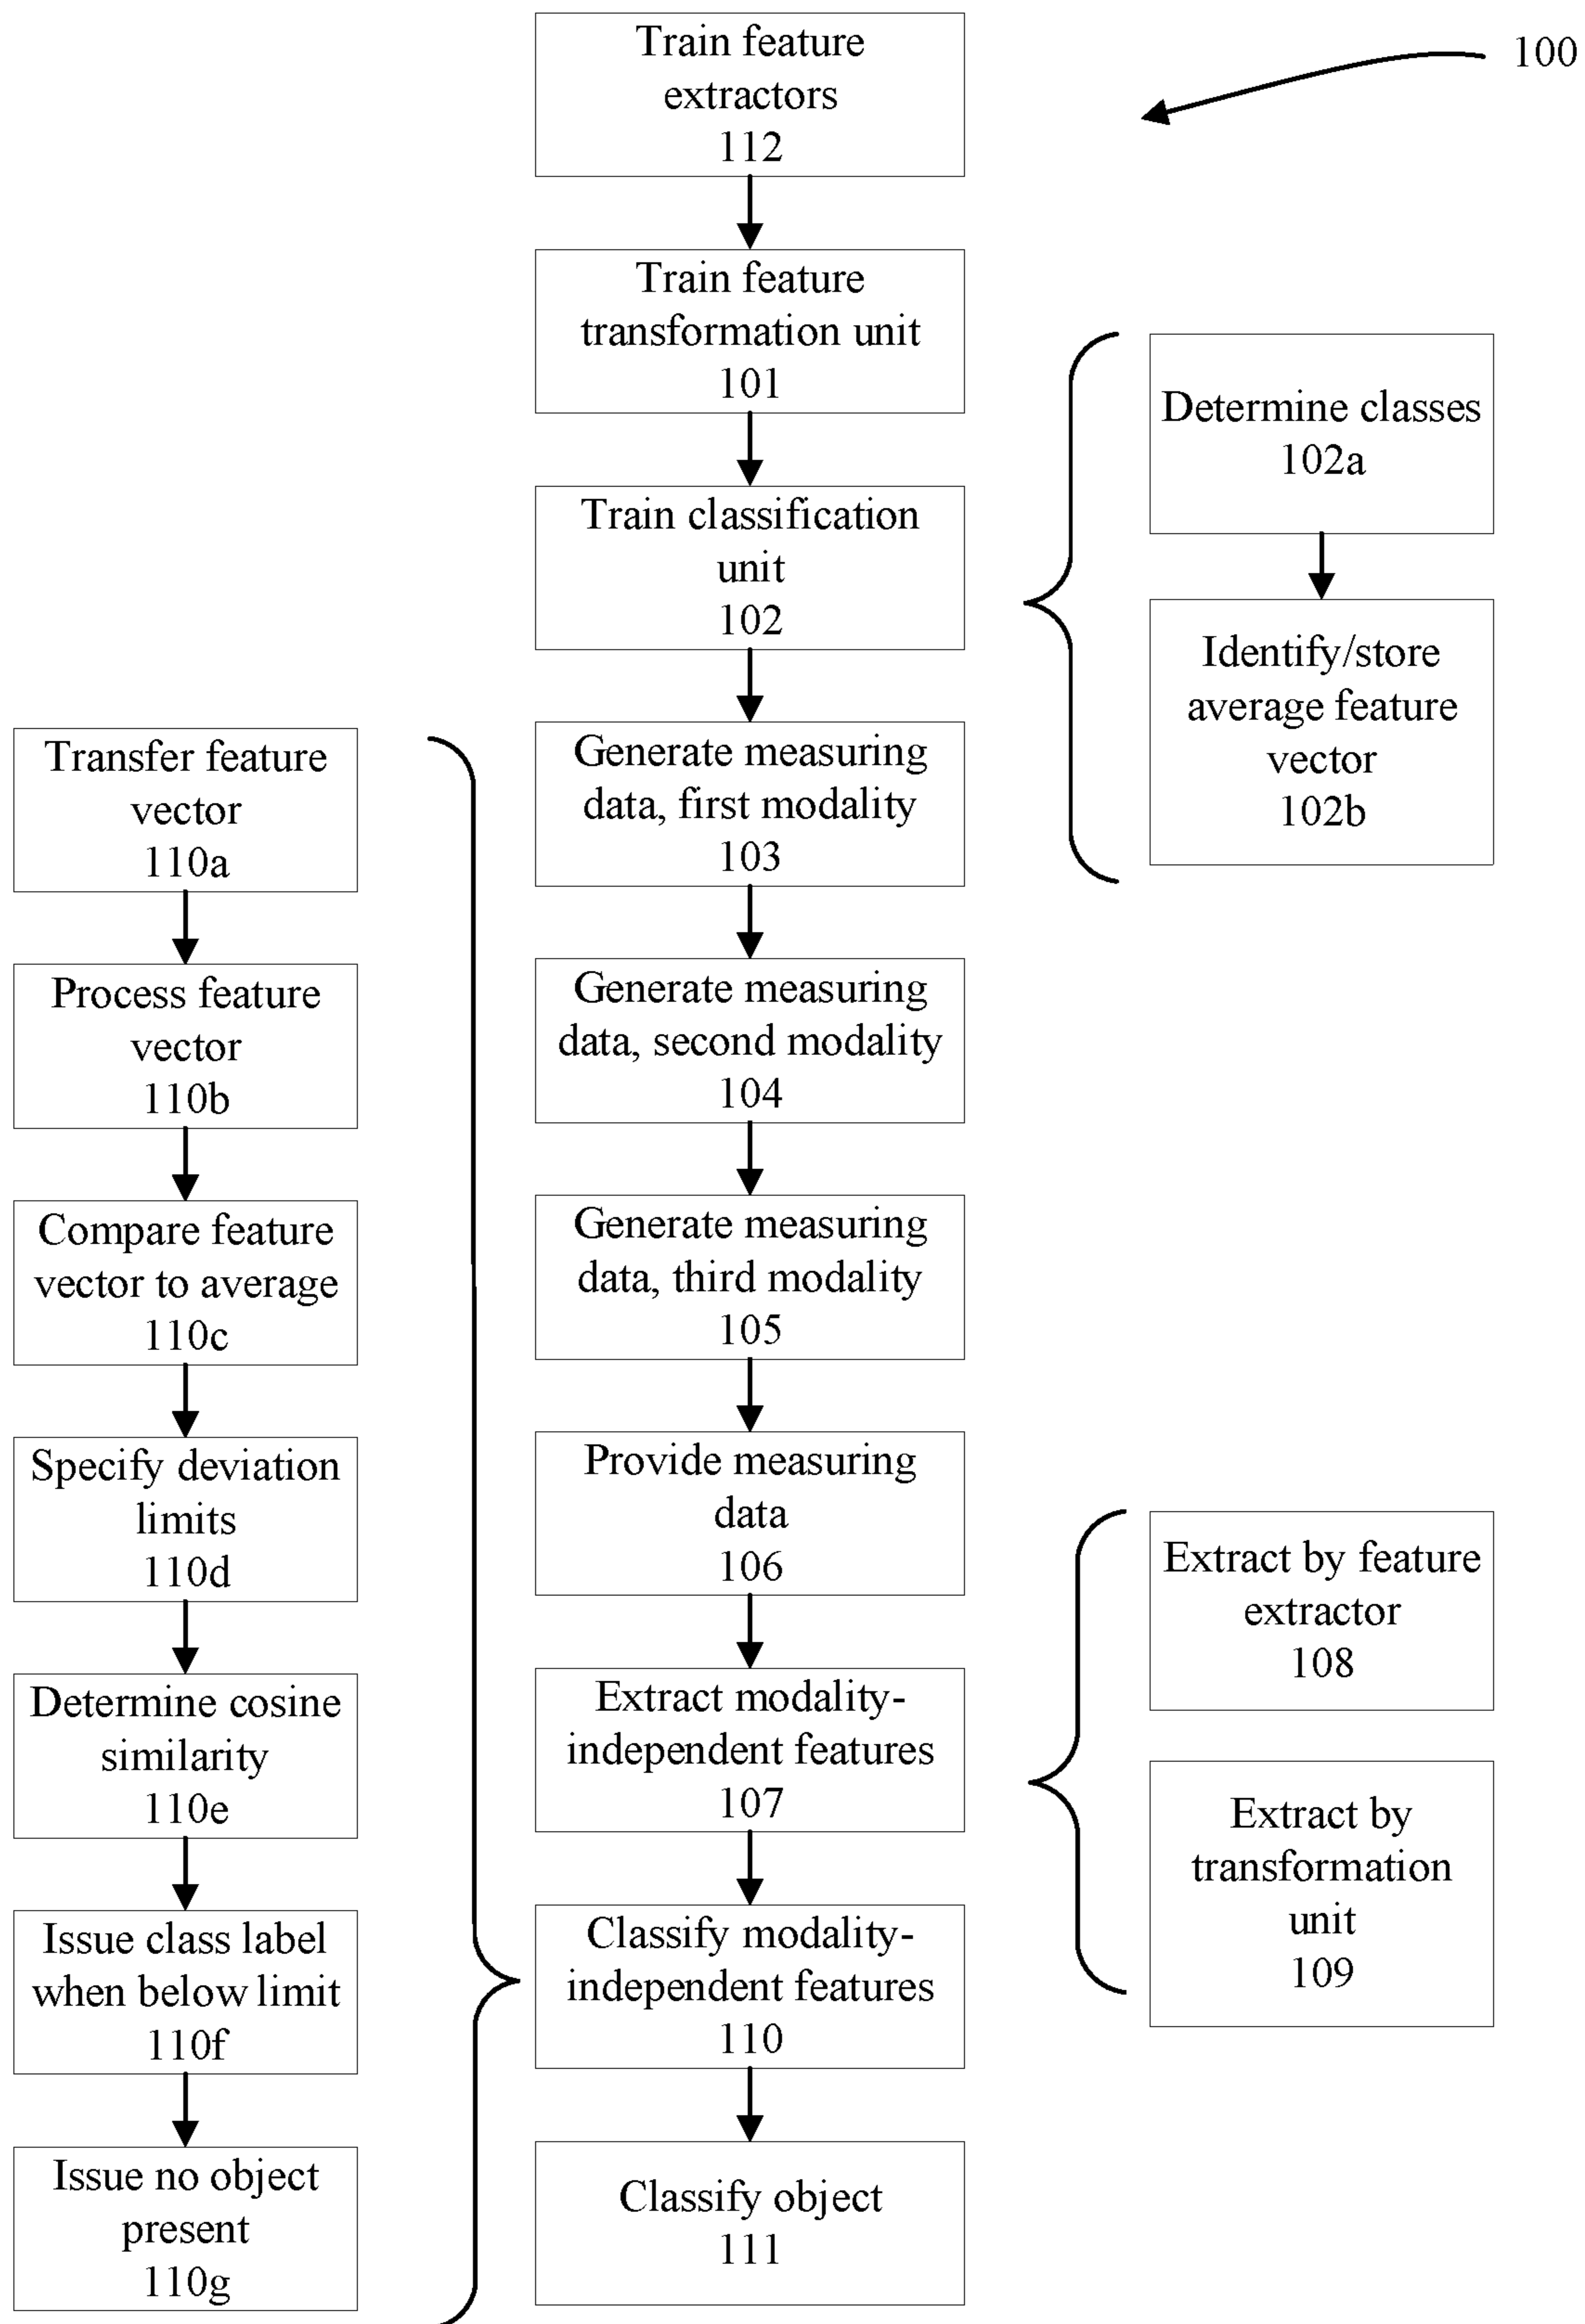 100
Train feature
extractors
112
Train feature
transformation unit
101
Train classification
unit
102
Determine classes
102a
Identify/store
average feature
vector
102b
Generate measuring
data, first modality
103
Generate measuring
data, second modality
104
Generate measuring
data, third modality
105
Provide measuring
data
106
Extract modality-
independent features
107
Extract by feature
extractor
108
Extract by
transformation
unit
109
Classify modality-
independent features
110
Transfer feature
vector
110a
Process feature
vector
110b
Compare feature
vector to average
110c
Specify deviation
limits
110d
Determine cosine
similarity
110e
Issue class label
when below limit
110f
Issue no object
present
110g
Classify object
111